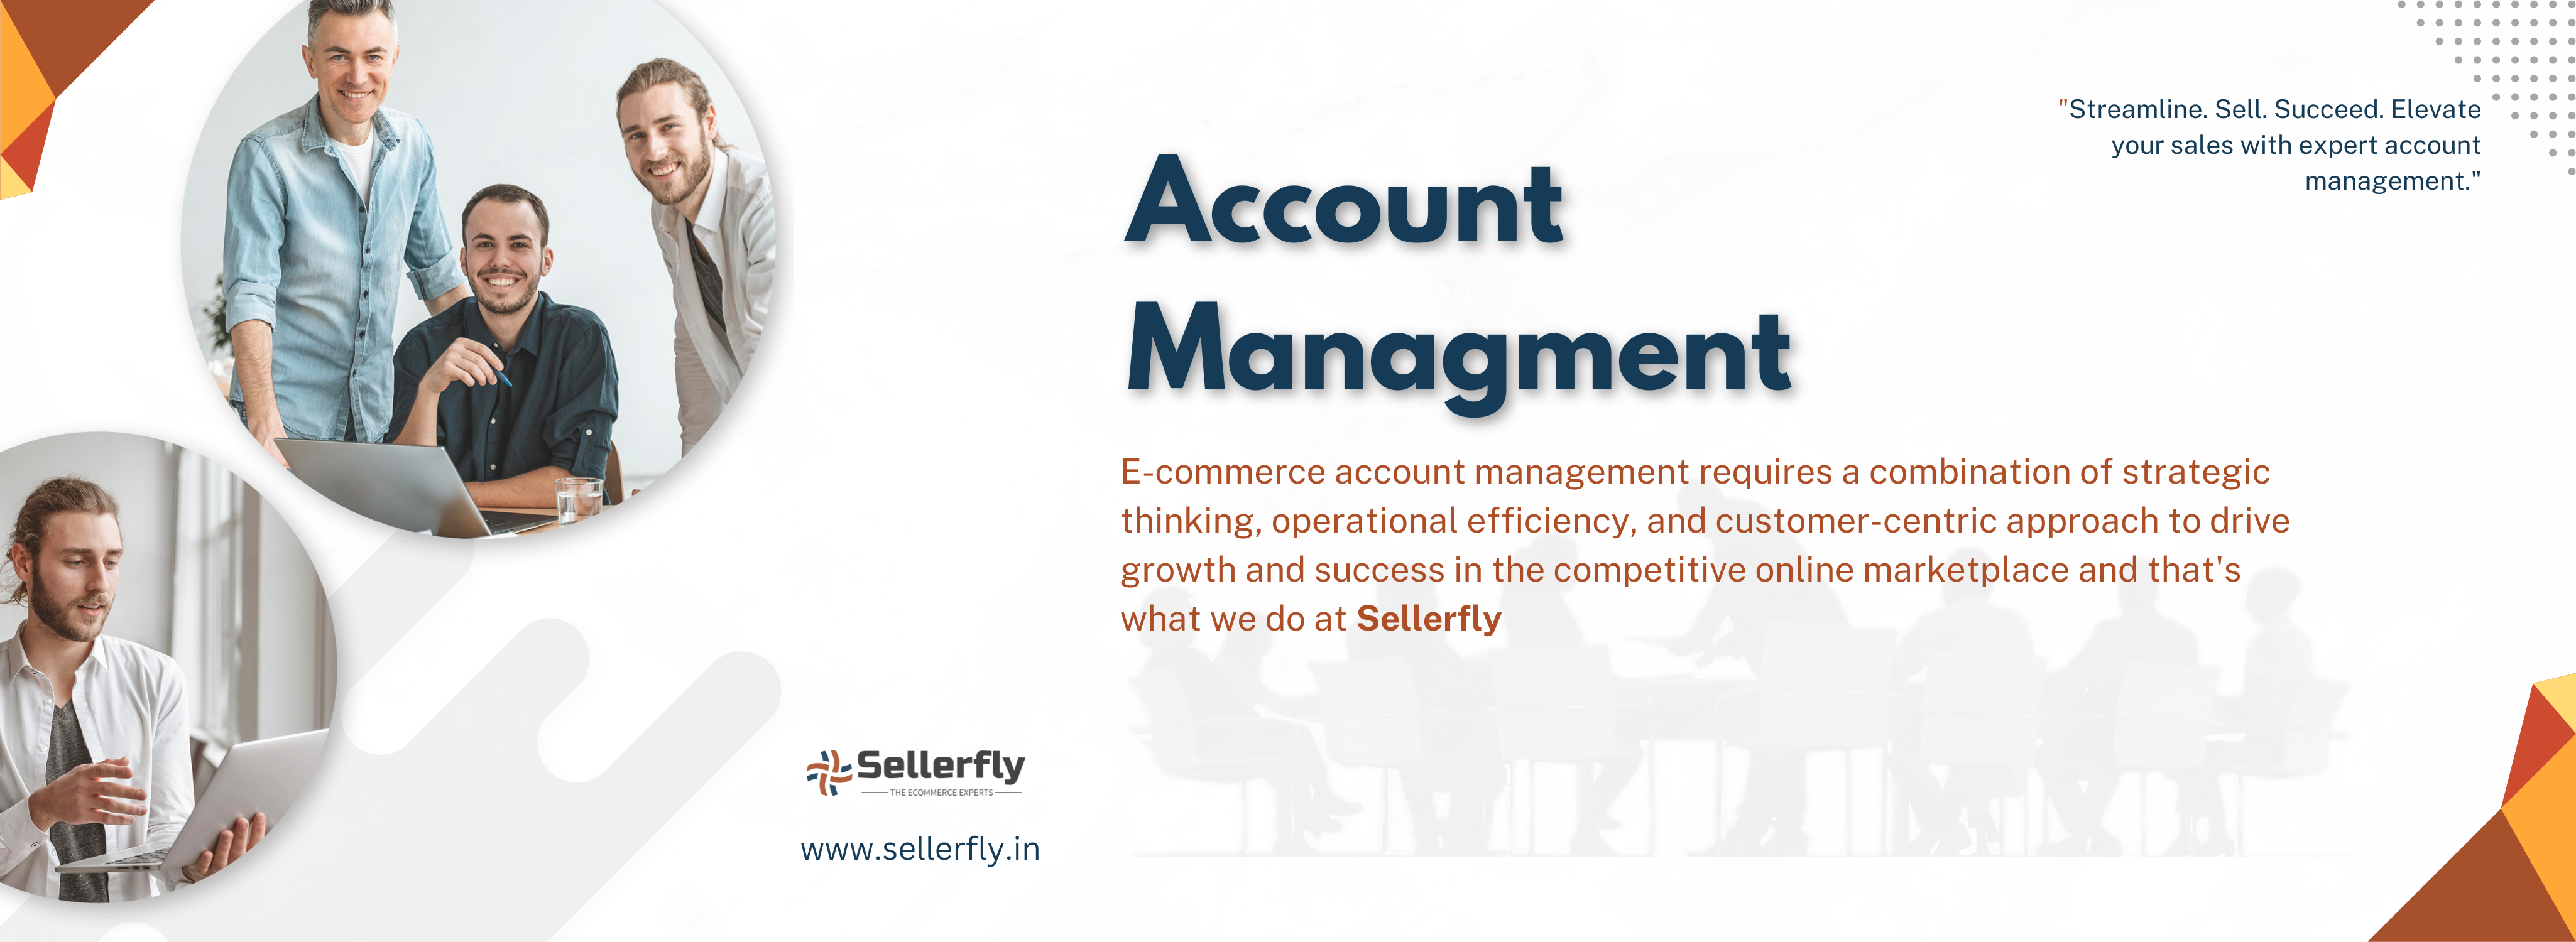 "Streamline. Sell. Succeed. Elevate
your sales with expert account
management."
Account
Managment
E-commerce account management requires a combination of strategic
thinking, operational efficiency, and customer-centric approach to drive
growth and success in the competitive online marketplace and that's
what we do at Sellerfly
Sellerfly
THE ECOMMERCE EXPERTS
www.sellerfly.in